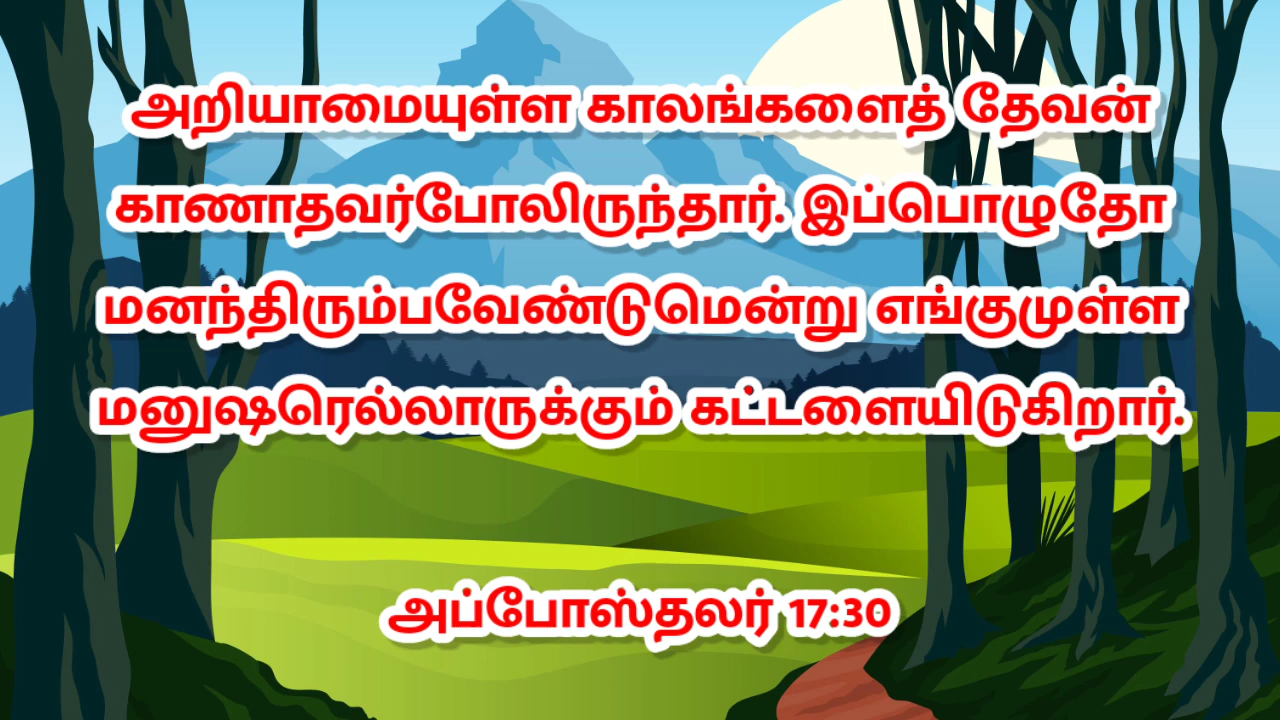 அறியாமையுள்ள காலங்களைத் தேவன்
காணாதவர்போலிருந்தார். இப்பொழுதோ
மனந்திரும்பவேண்டுமென்று எங்குமுள்ள
மனுஷரெல்லாருக்கும் கட்டளையிடுகிறார்.
அப்போஸ்தலர் 17:30